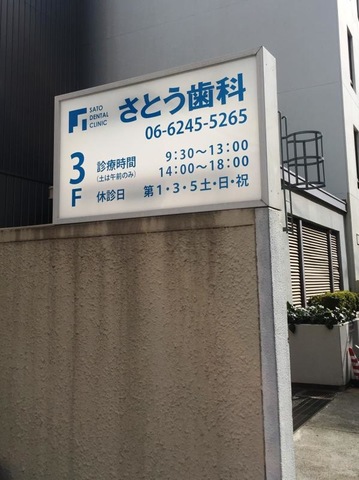 SATO
DENTAL
CLINIC
さとう歯科
06-6245-5265
3F
診療時間
(土は午前のみ)
9:30〜13:00
14:00〜18:00
休診日 第1・3・5土・日・祝